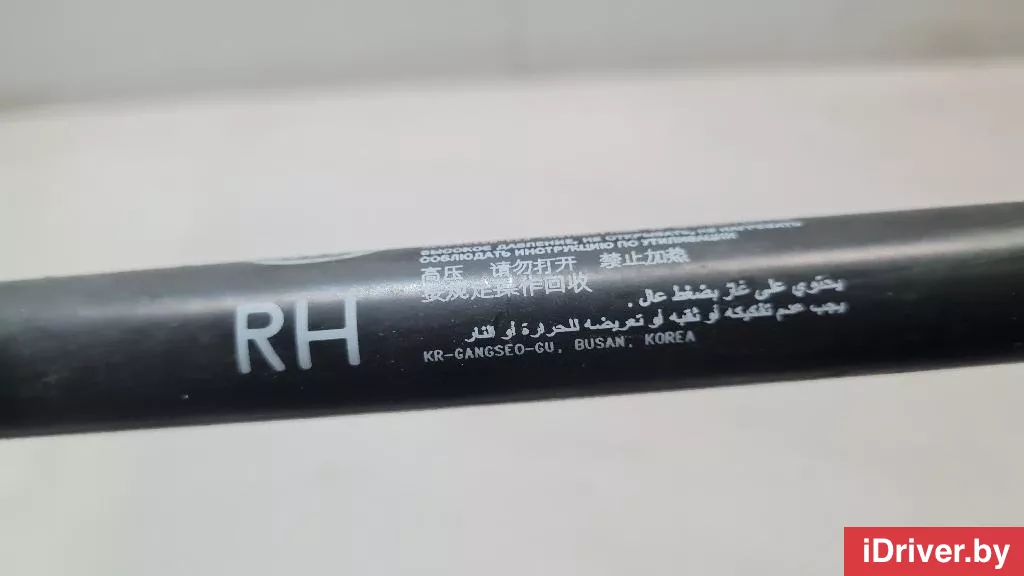 ВЫСОКОЕ ДАВЛЕНИЕ, НЕ ВСКРЫВАТЬ НЕ НАГРЕВАТЬ
СОБЛЮДАТЬ ИНСТРУКЦИЮ ПО УТИЛИЗАЦИИ
高压 请勿打开 禁止加热
按规定操作回收
يحتوي على غاز بضغط عال .
يجب عدم تفكيكه أو ثقبه أو تعريضه للحرارة أو النار
RH
KR-GANGSEO-GU, BUSAN, KOREA
iDriver.by